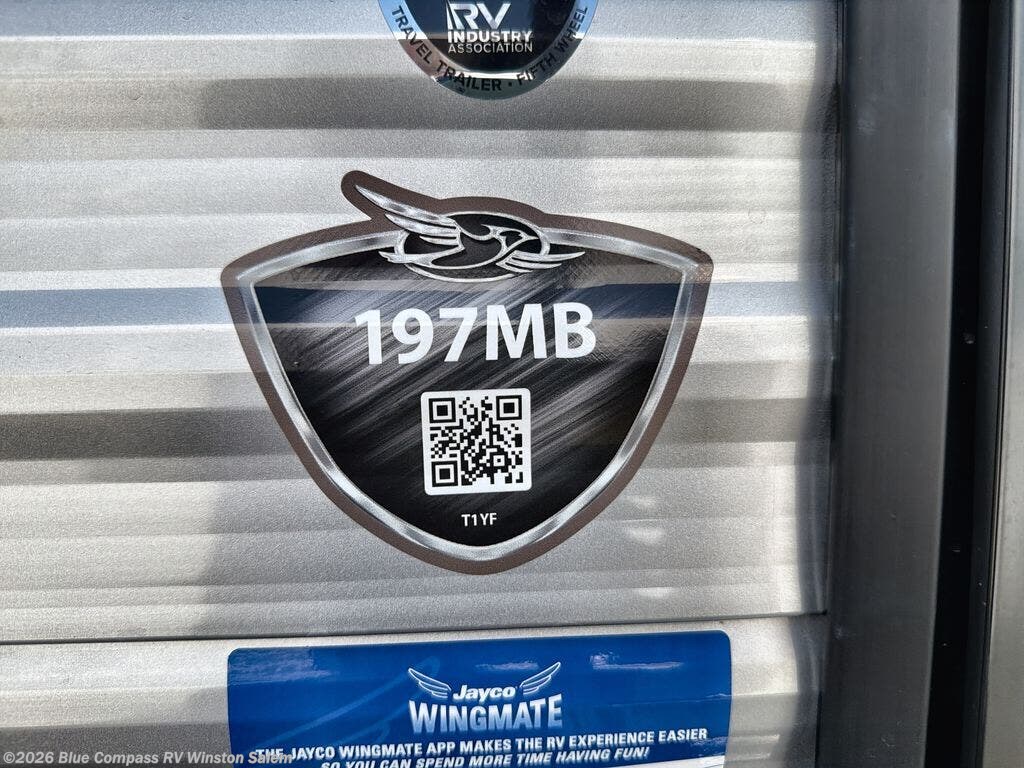 RV
INDUSTRY
ASSOCIATION
TRAVEL TRAILER · FIFTH WHEEL
197MB
T1YF
Jayco
WINGMATE
THE JAYCO WINGMATE APP MAKES THE RV EXPERIENCE EASIER
SO YOU CAN SPEND MORE TIME HAVING FUN!
©2026 Blue Compass RV Winston Salem